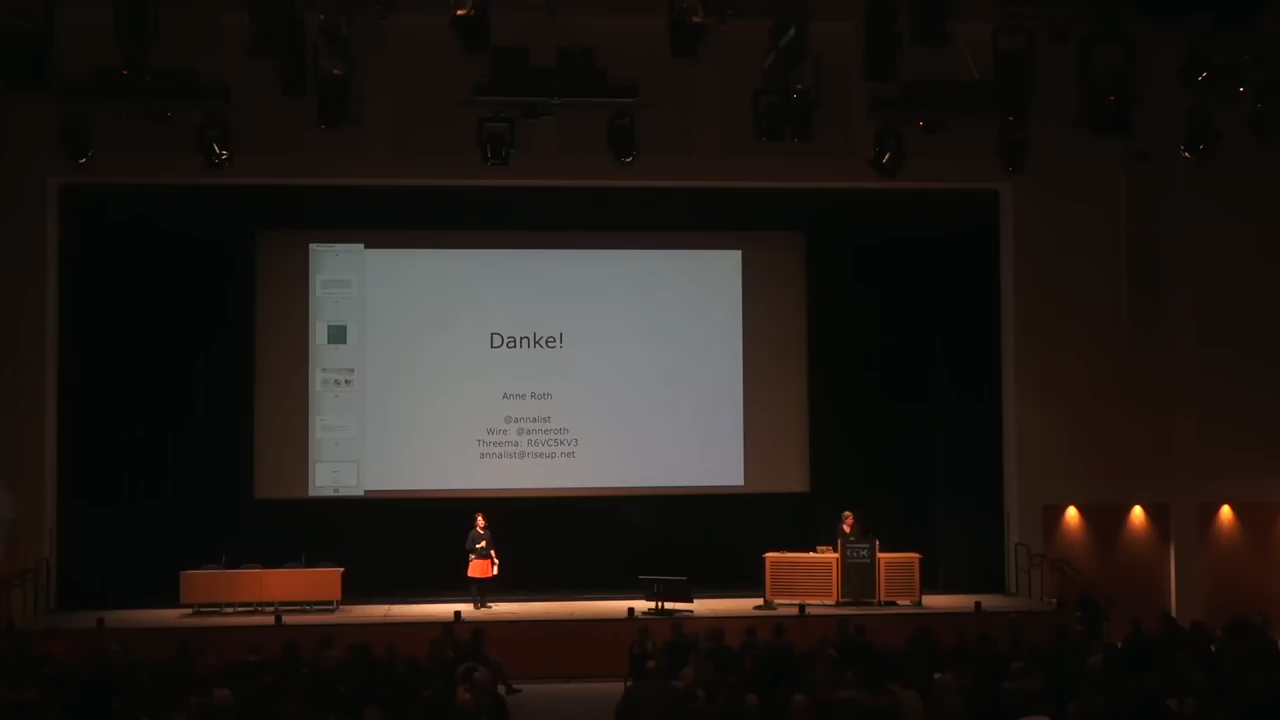 Danke!
Anne Roth
@annalist
Wire: @anneroth
Threema: R6VC5KV3
annalist@riseup.net